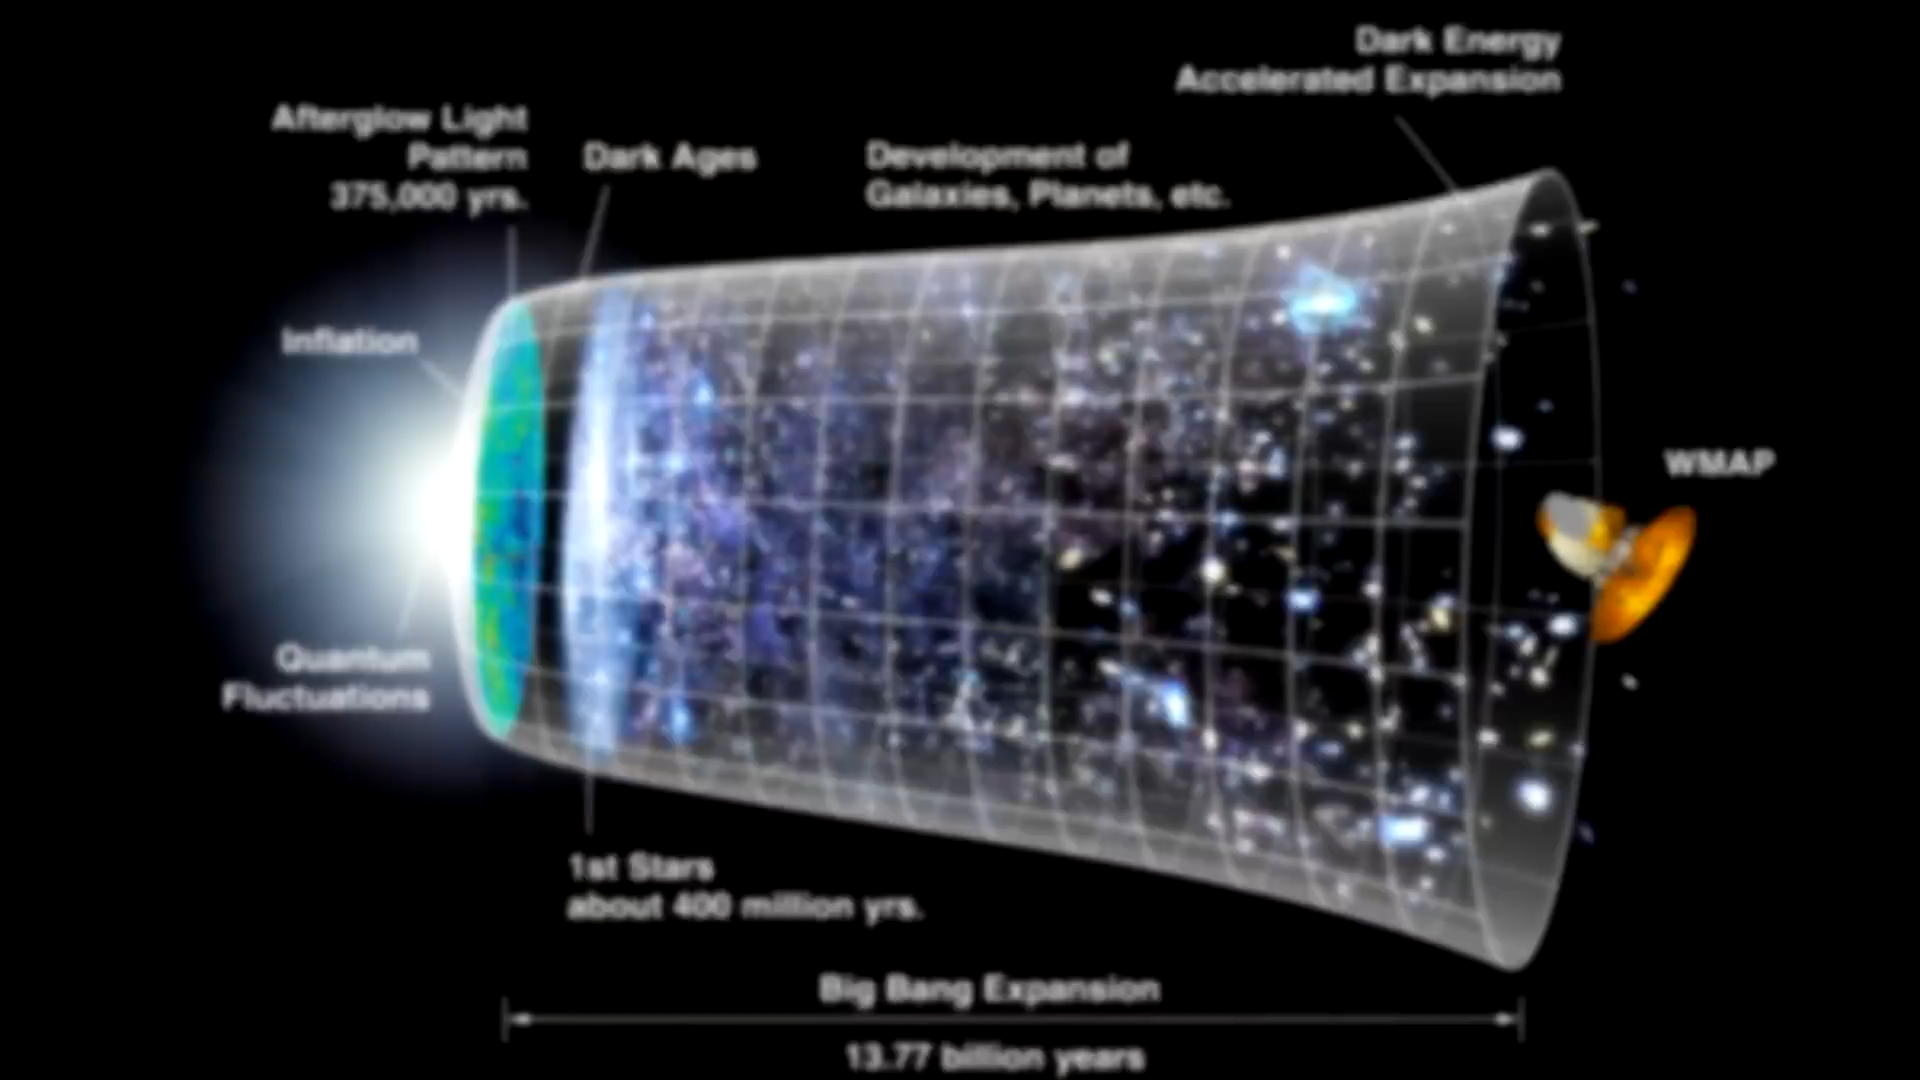 Dark Energy
Accelerated Expansion
Afterglow Light
Pattern
375,000 yrs.
Dark Ages
Development of
Galaxies, Planets, etc.
Inflation
WMAP
Quantum
Fluctuations
1st Stars
about 400 million yrs.
Big Bang Expansion
13.77 billion years